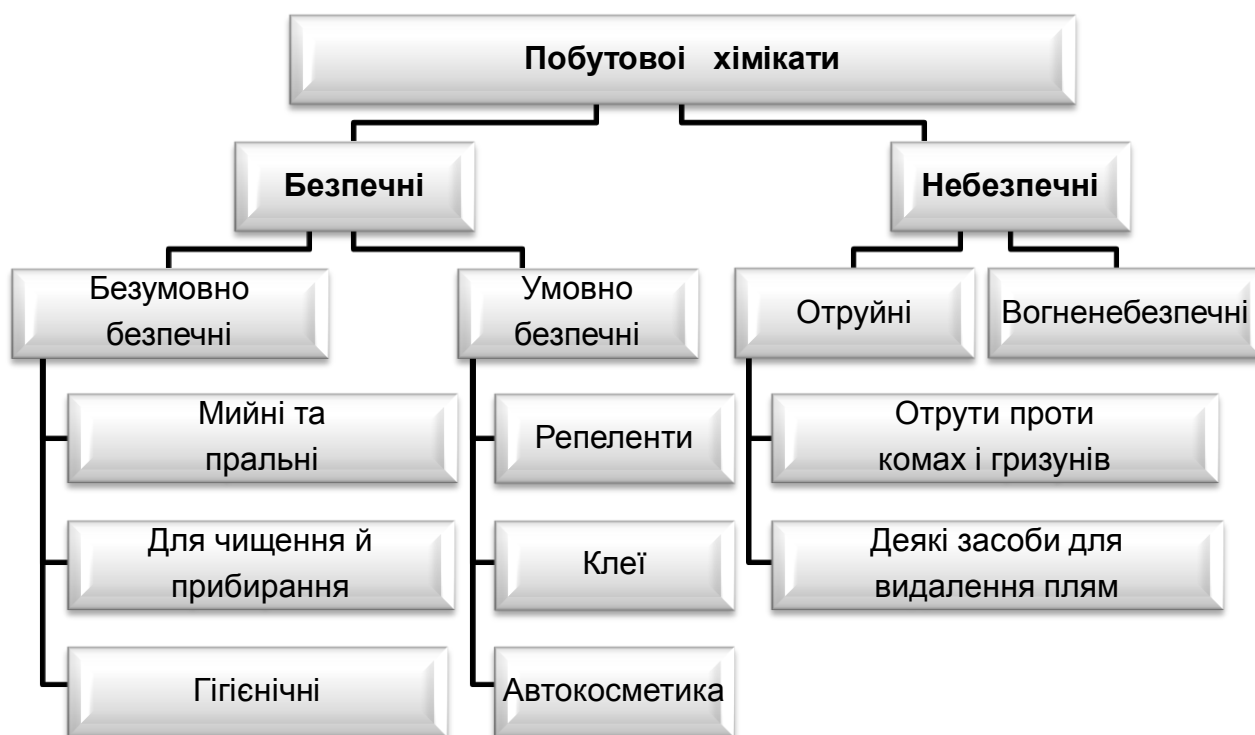 Побутовоі хімікати
Безпечні
Небезпечні
Безумовно
безпечні
Умовно
безпечні
Отруйні
Вогненебезпечні
Мийні та
пральні
Репеленти
Отрути проти
комах і гризунів
Для чищення й
прибирання
Клеї
Деякі засоби для
видалення плям
Гігієнічні
Автокосметика